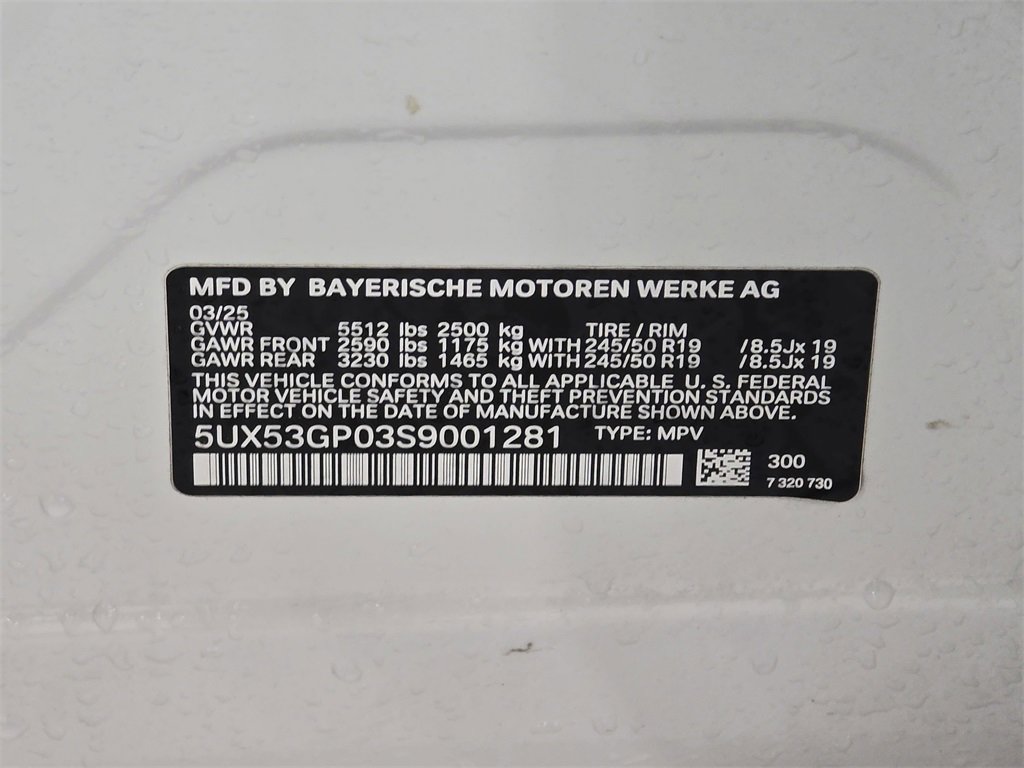 MFD BY BAYERISCHE MOTOREN WERKE AG
03/25
GVWR 5512 lbs 2500 kg TIRE / RIM
GAWR FRONT 2590 lbs 1175 kg WITH 245/50 R19 /8.5Jx 19
GAWR REAR 3230 lbs 1465 kg WITH 245/50 R19 /8.5Jx 19
THIS VEHICLE CONFORMS TO ALL APPLICABLE U. S. FEDERAL
MOTOR VEHICLE SAFETY AND THEFT PREVENTION STANDARDS
IN EFFECT ON THE DATE OF MANUFACTURE SHOWN ABOVE.
5UX53GP03S9001281 TYPE: MPV
300
7 320 730